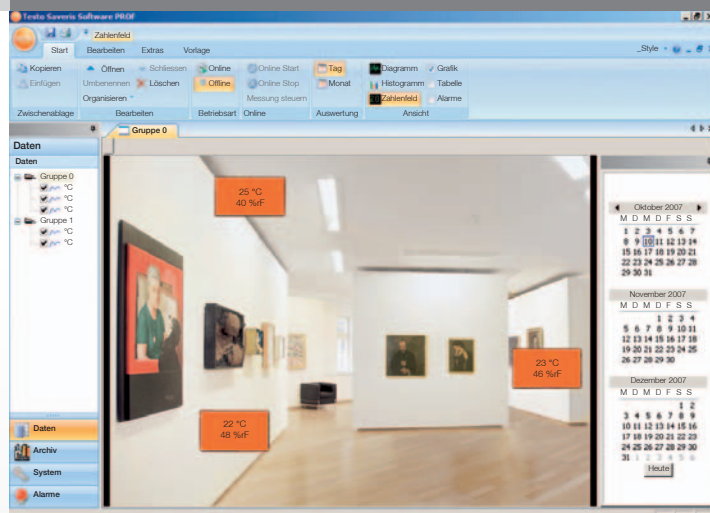 Testo Saveris Software PROF
Zahlenfeld
Start Bearbeiten Extras Vorlage _Style
Kopieren Öffnen Schliessen Online Online Start Tag Diagramm Grafik
Einfügen Umbenennen Löschen Offline Online Stop Monat Histogramm Tabelle
Organisieren Messung steuern Zahlenfeld Alarme
Zwischenablage Bearbeiten Betriebsart Online Auswertung Ansicht
Gruppe 0
Daten
Daten
Gruppe 0
°C
°C
°C
Gruppe 1
°C
°C
25 °C
40 %rF
23 °C
46 %rF
22 °C
48 %rF
Oktober 2007
M D M D F S S
1 2 3 4 5 6 7
8 9 10 11 12 13 14
15 16 17 18 19 20 21
22 23 24 25 26 27 28
29 30 31
November 2007
M D M D F S S
1 2 3 4
5 6 7 8 9 10 11
12 13 14 15 16 17 18
19 20 21 22 23 24 25
26 27 28 29 30
Dezember 2007
M D M D F S S
1 2
3 4 5 6 7 8 9
10 11 12 13 14 15 16
17 18 19 20 21 22 23
24 25 26 27 28 29 30
31 1 2 3 4 5 6
Heute
Daten
Archiv
System
Alarme